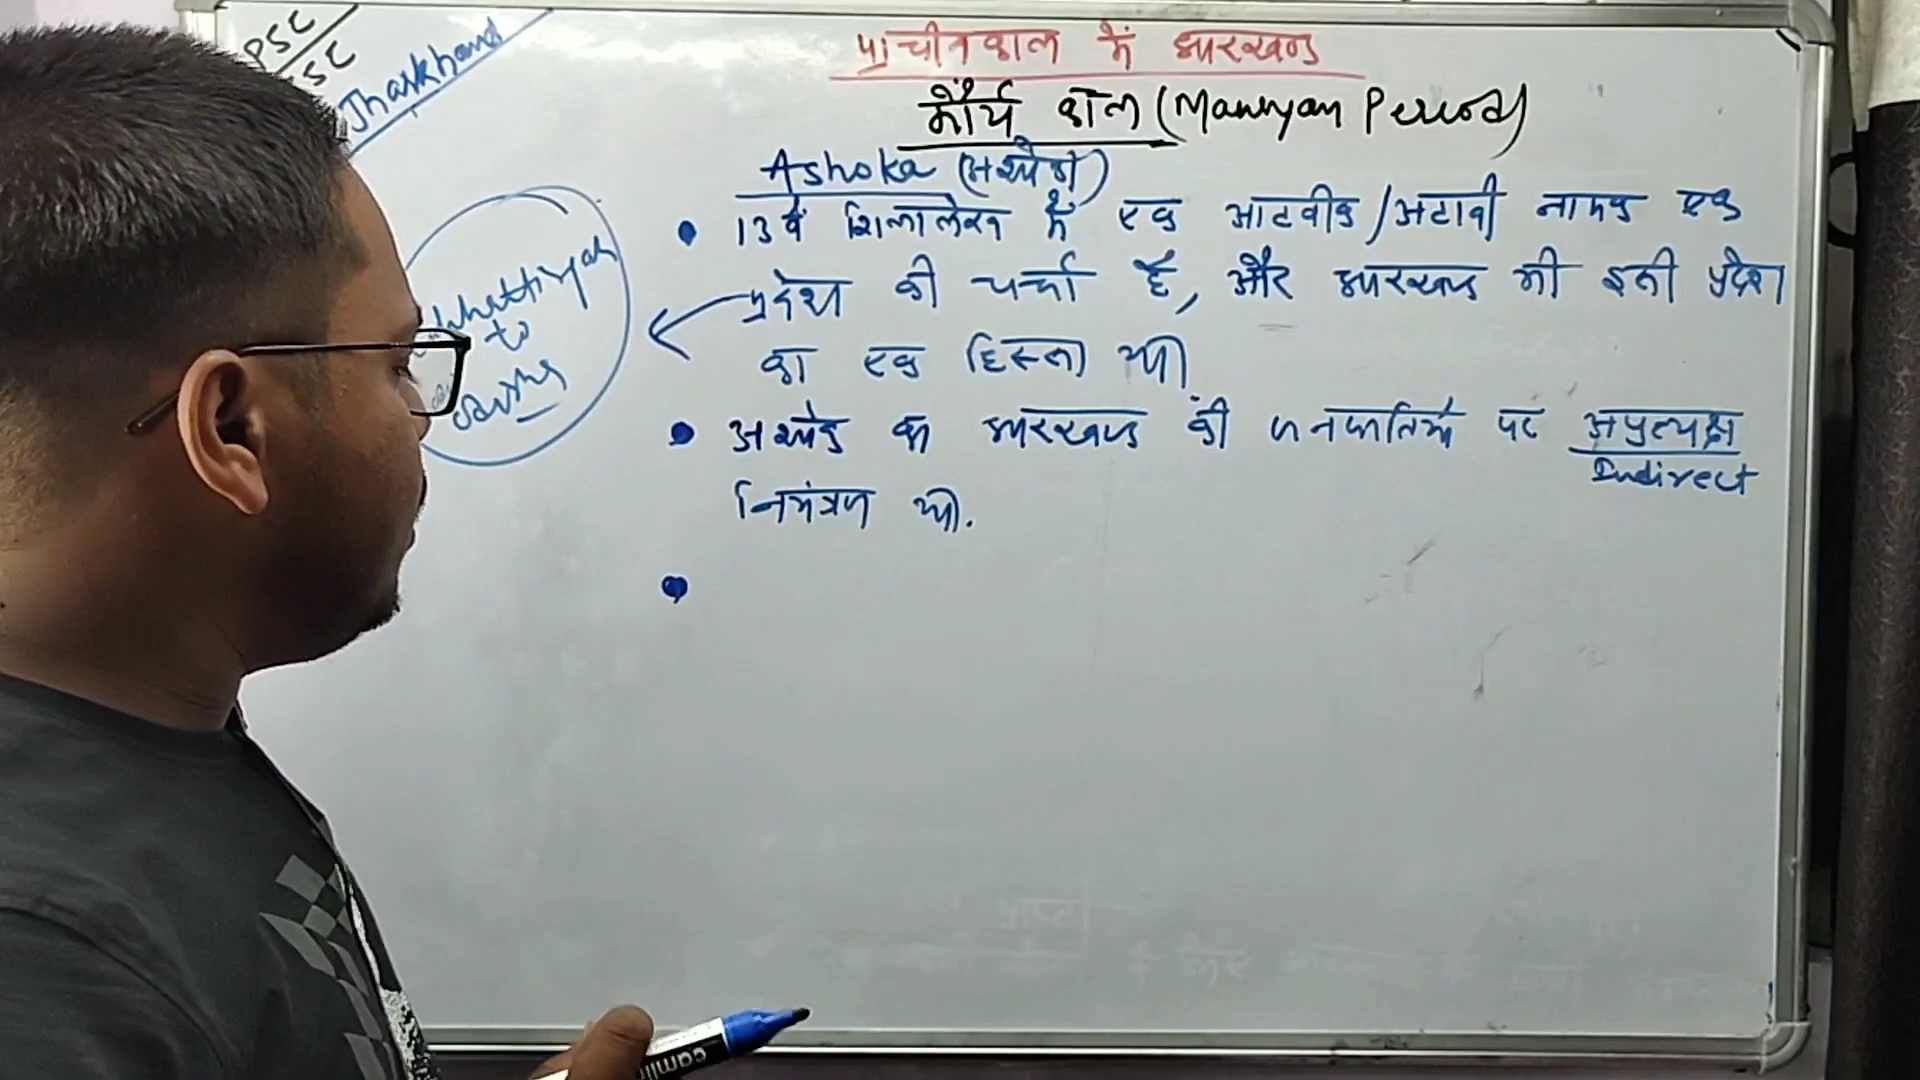 PSC
SSC
Jharkhand
प्राचीनकाल में झारखण्ड
मौर्य काल (Mauryan Period)
Ashoka (अशोक)
• 13वें शिलालेख में एक आटवीक/अटावी नामक एक
प्रदेश की चर्चा है, और झारखण्ड भी इसी प्रदेश
का एक हिस्सा थी
• अशोक का झारखण्ड की जनजातियों पर अप्रत्यक्ष
Indirect
नियंत्रण थी.
•
to
camlin